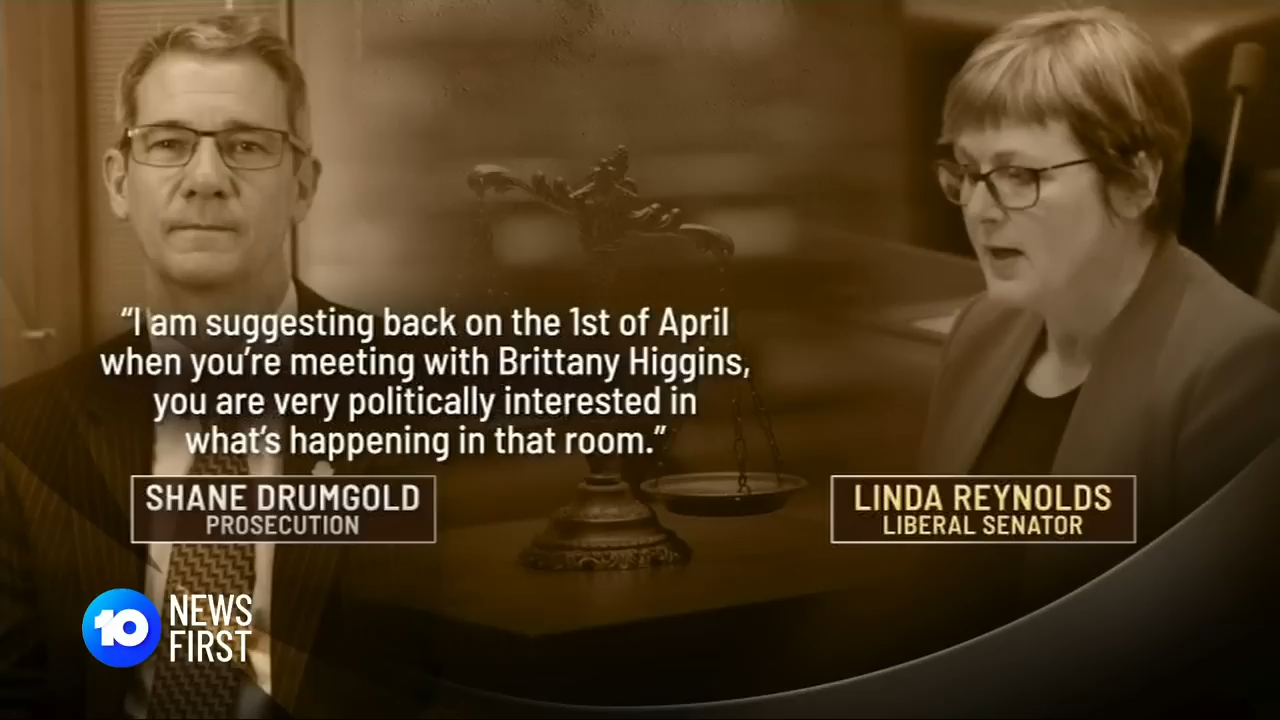 “I am suggesting back on the 1st of April
when you’re meeting with Brittany Higgins,
you are very politically interested in
what’s happening in that room.”
SHANE DRUMGOLD
PROSECUTION
LINDA REYNOLDS
LIBERAL SENATOR
10 NEWS
FIRST